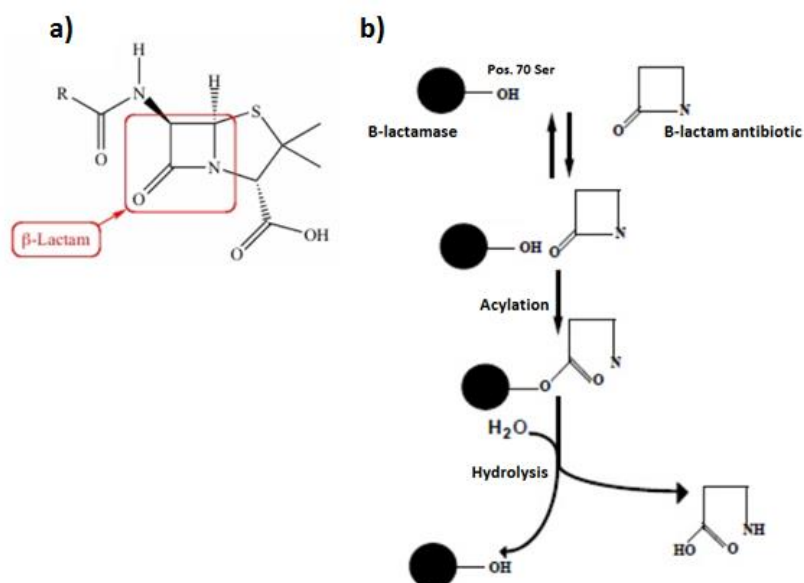 a)
H
N
H
R
S
O
N
O
β-Lactam
O
OH
b)
Pos. 70 Ser
OH
B-lactamase
O
N
B-lactam antibiotic
OH
O
N
Acylation
O
O
N
H₂O
Hydrolysis
OH
HO
O
NH